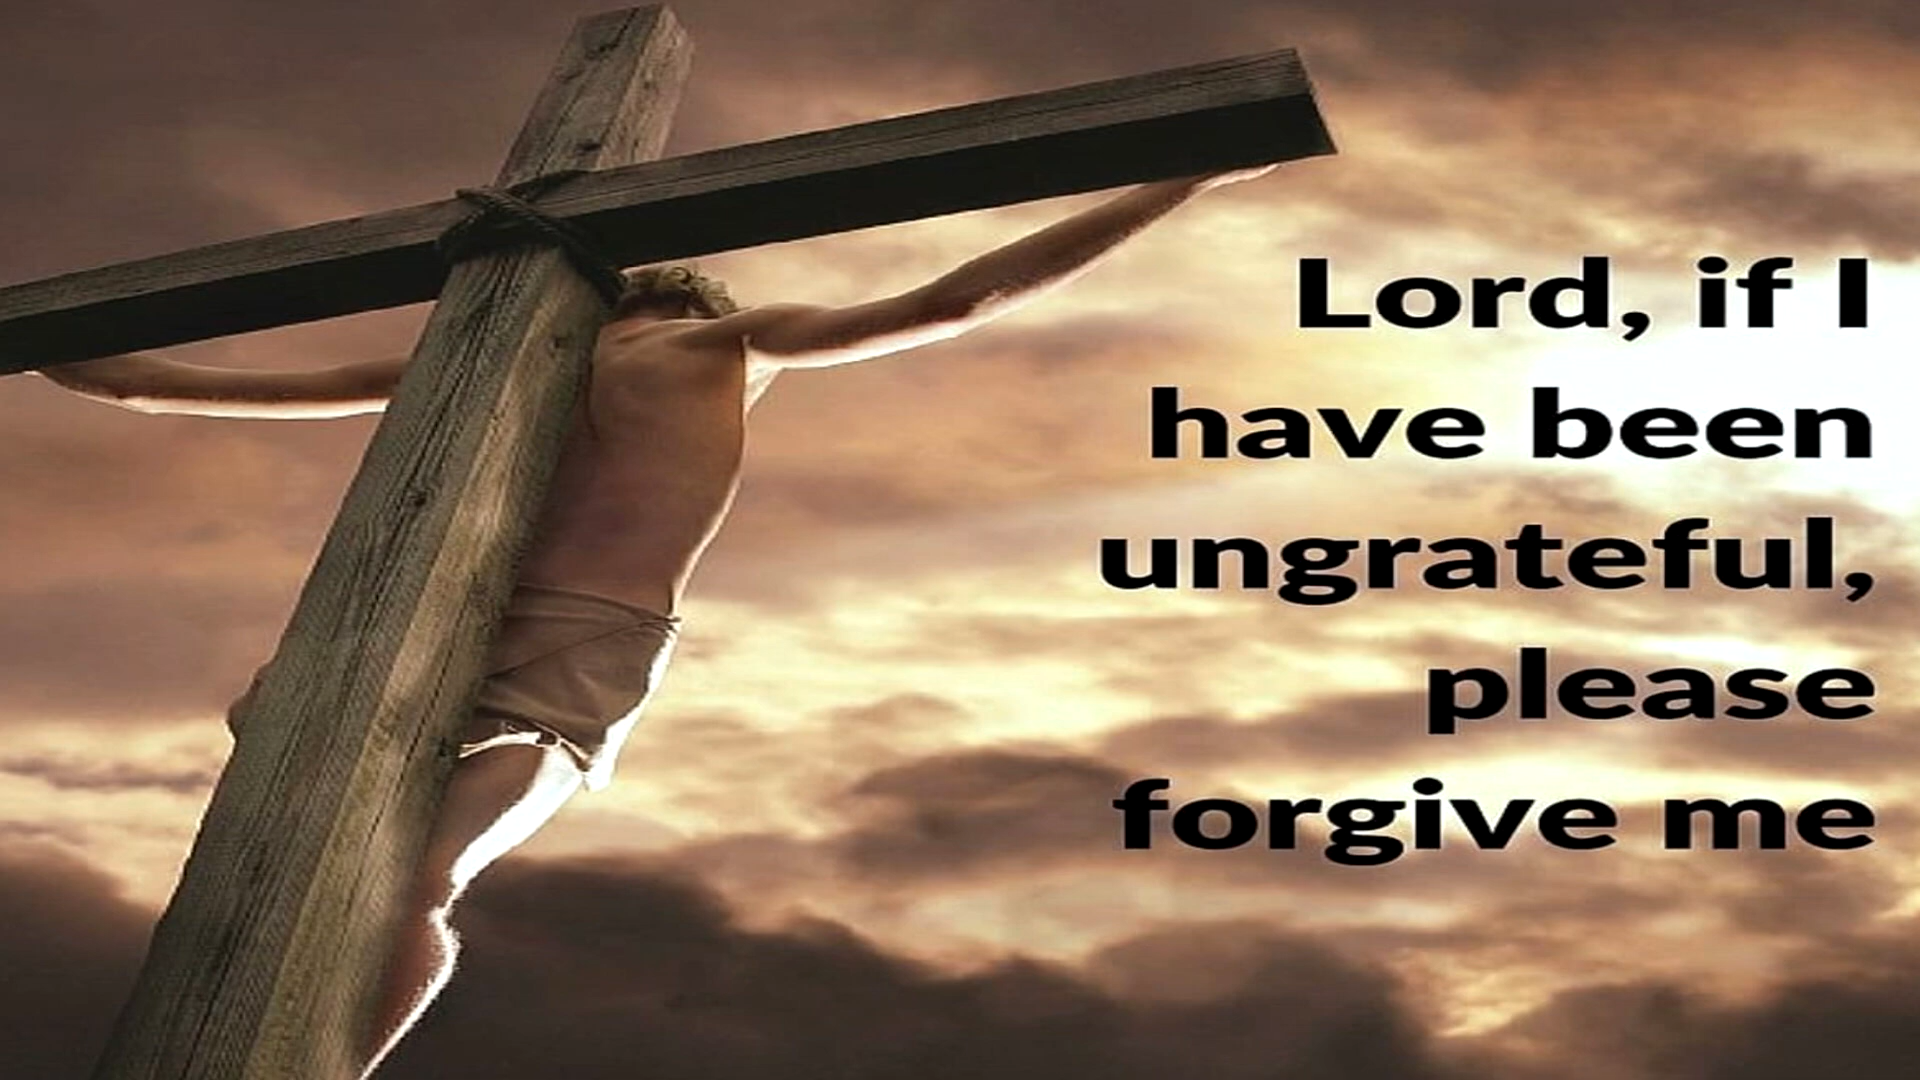 Lord, if I
have been
ungrateful,
please
forgive me